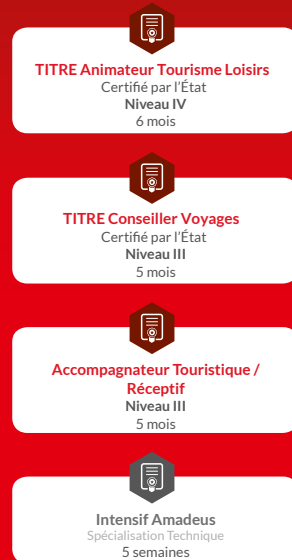 TITRE Animateur Tourisme Loisirs
Certifié par l'État
Niveau IV
6 mois
TITRE Conseiller Voyages
Certifié par l'État
Niveau III
5 mois
Accompagnateur Touristique /
Réceptif
Niveau III
5 mois
Intensif Amadeus
Spécialisation Technique
5 semaines